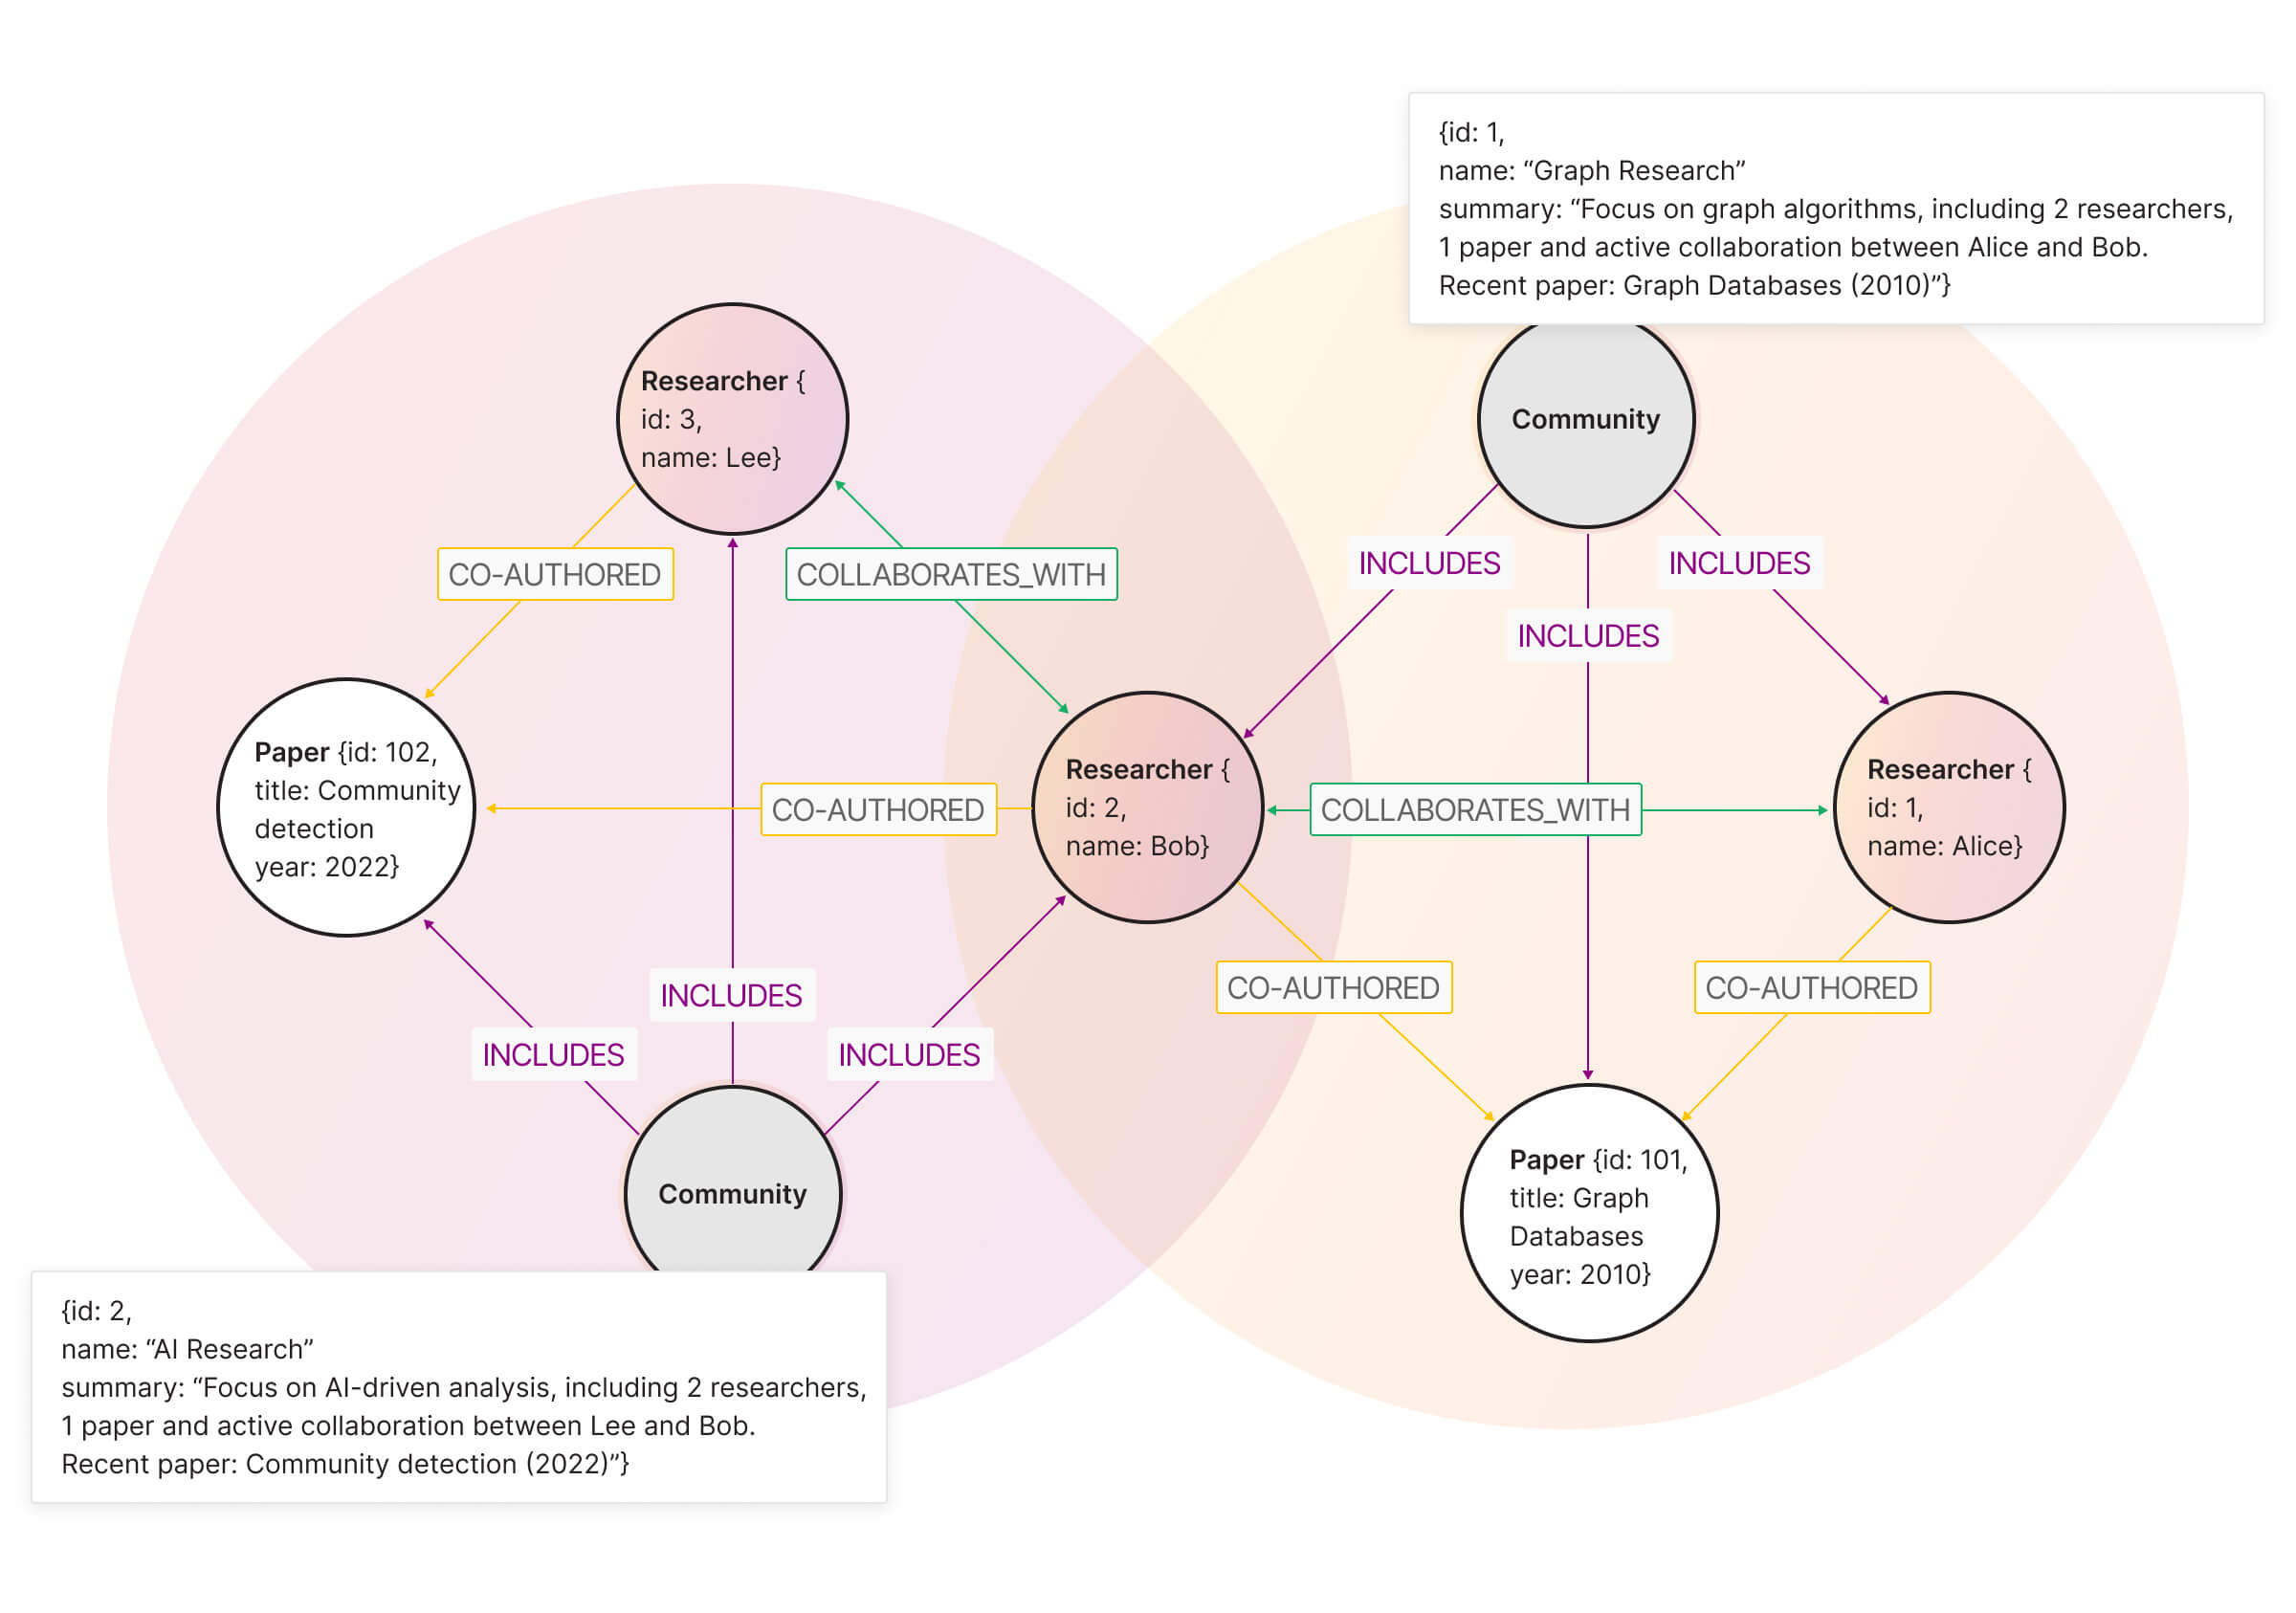 {id: 1,
name: “Graph Research”
summary: “Focus on graph algorithms, including 2 researchers,
1 paper and active collaboration between Alice and Bob.
Recent paper: Graph Databases (2010)”}
Researcher {
id: 3,
name: Lee}
Community
CO-AUTHORED
COLLABORATES_WITH
INCLUDES
INCLUDES
INCLUDES
Paper {id: 102,
title: Community
detection
year: 2022}
CO-AUTHORED
Researcher {
id: 2,
name: Bob}
COLLABORATES_WITH
Researcher {
id: 1,
name: Alice}
INCLUDES
INCLUDES
INCLUDES
CO-AUTHORED
CO-AUTHORED
Community
Paper {id: 101,
title: Graph
Databases
year: 2010}
{id: 2,
name: “AI Research”
summary: “Focus on AI-driven analysis, including 2 researchers,
1 paper and active collaboration between Lee and Bob.
Recent paper: Community detection (2022)”}